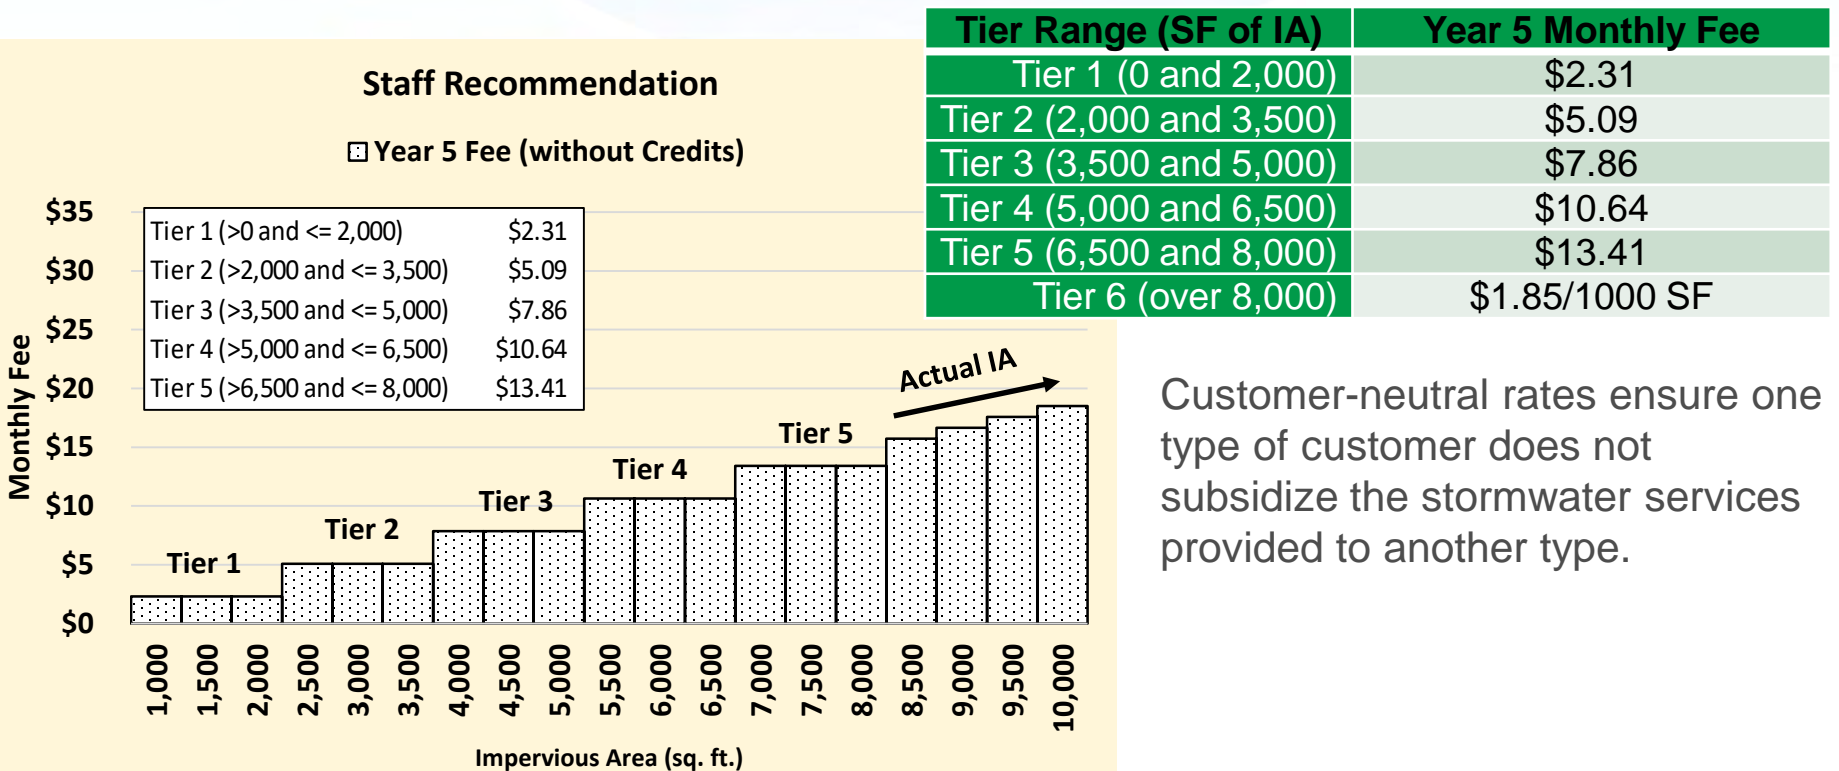 Staff Recommendation
Year 5 Fee (without Credits)
$35
$30
$25
$20
$15
$10
$5
$0
Monthly Fee
Tier 1 (>0 and <= 2,000) $2.31
Tier 2 (>2,000 and <= 3,500) $5.09
Tier 3 (>3,500 and <= 5,000) $7.86
Tier 4 (>5,000 and <= 6,500) $10.64
Tier 5 (>6,500 and <= 8,000) $13.41
Tier 1
Tier 2
Tier 3
Tier 4
Tier 5
Actual IA
1,000
1,500
2,000
2,500
3,000
3,500
4,000
4,500
5,000
5,500
6,000
6,500
7,000
7,500
8,000
8,500
9,000
9,500
10,000
Impervious Area (sq. ft.)
Tier Range (SF of IA) Year 5 Monthly Fee
Tier 1 (0 and 2,000) $2.31
Tier 2 (2,000 and 3,500) $5.09
Tier 3 (3,500 and 5,000) $7.86
Tier 4 (5,000 and 6,500) $10.64
Tier 5 (6,500 and 8,000) $13.41
Tier 6 (over 8,000) $1.85/1000 SF
Customer-neutral rates ensure one
type of customer does not
subsidize the stormwater services
provided to another type.